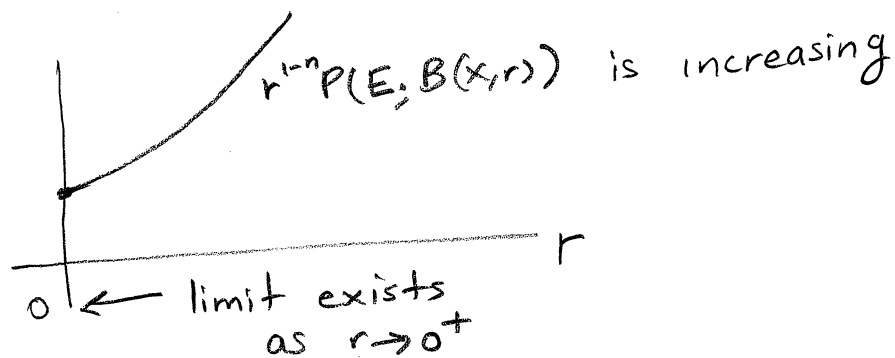 r^{1-n} P(E; B(x,r)) is increasing
r
0 ← limit exists
as r→0⁺